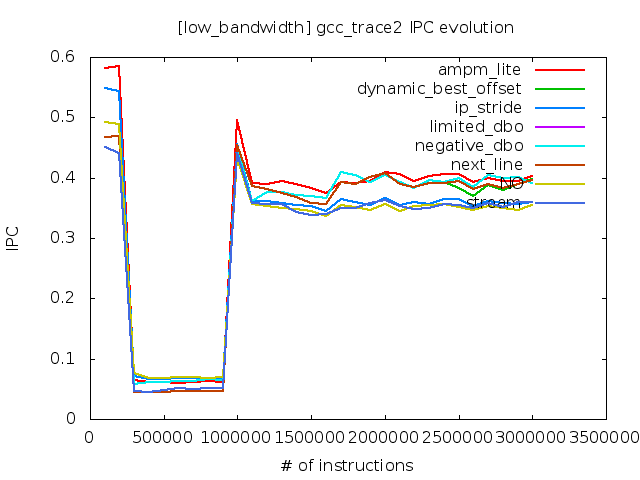 [low_bandwidth] gcc_trace2 IPC evolution
0.6
0.5
0.4
0.3
0.2
0.1
0
IPC
ampm_lite
dynamic_best_offset
ip_stride
limited_dbo
negative_dbo
next_line
NO
stream
0 500000 1000000 1500000 2000000 2500000 3000000 3500000
# of instructions